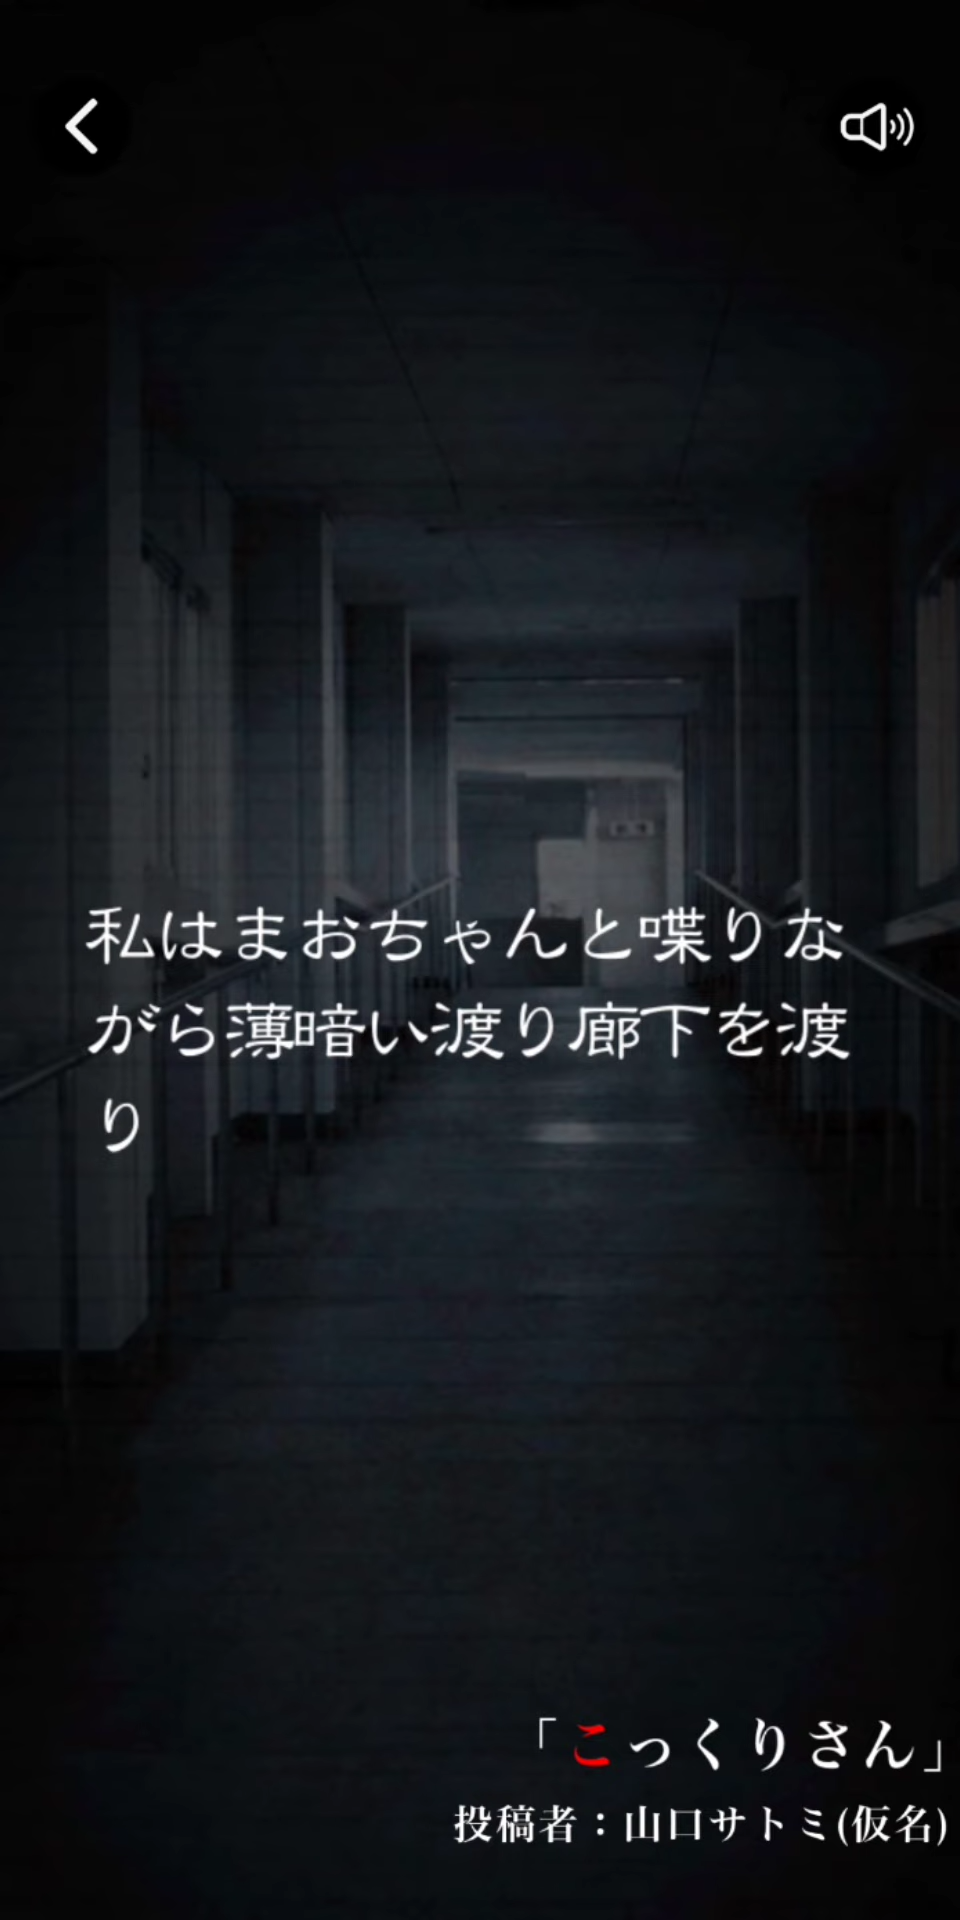 私はまおちゃんと喋りな
がら薄暗い渡り廊下を渡
り
「こっくりさん」
投稿者：山口サトミ(仮名)